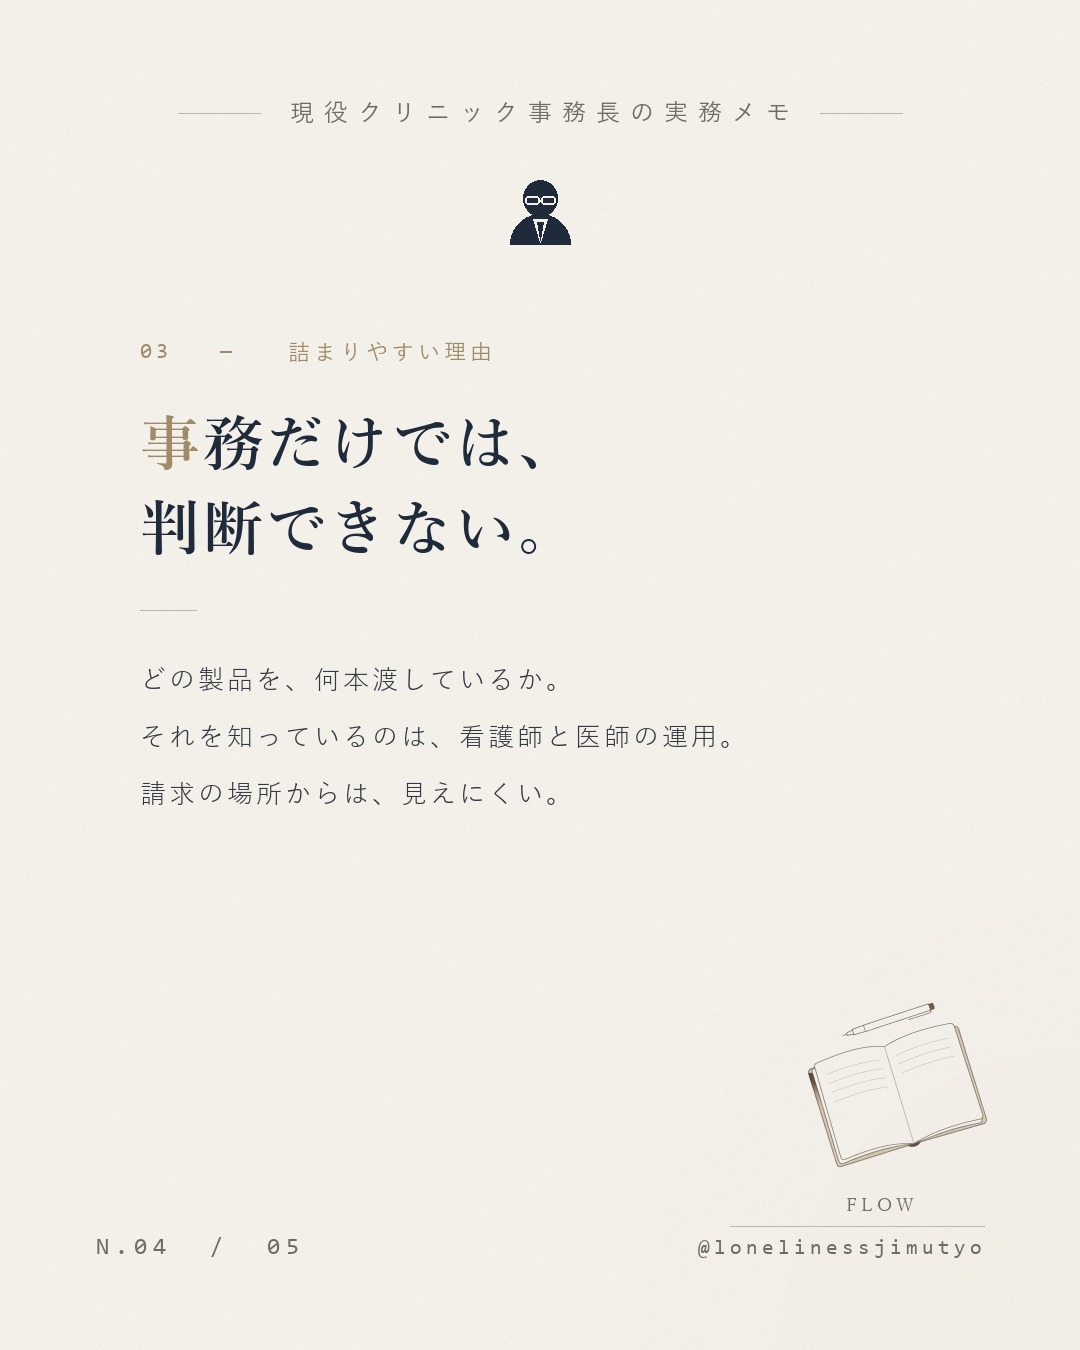 現役クリニック事務長の実務メモ
03 — 詰まりやすい理由
事務だけでは、
判断できない。
どの製品を、何本渡しているか。
それを知っているのは、看護師と医師の運用。
請求の場所からは、見えにくい。
FLOW
N.04 / 05
@lonelinessjimutyo